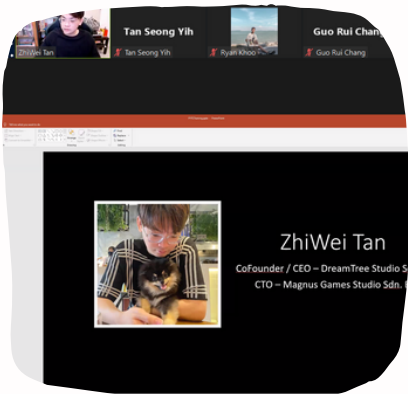 Tan Seong Yih
Guo Rui Chang
ZhiWei Tan
Tan Seong Yih
Ryan Khoo
Guo Rui Chang
ZhiWei Tan
CoFounder / CEO – DreamTree Studio S
CTO – Magnus Games Studio Sdn.